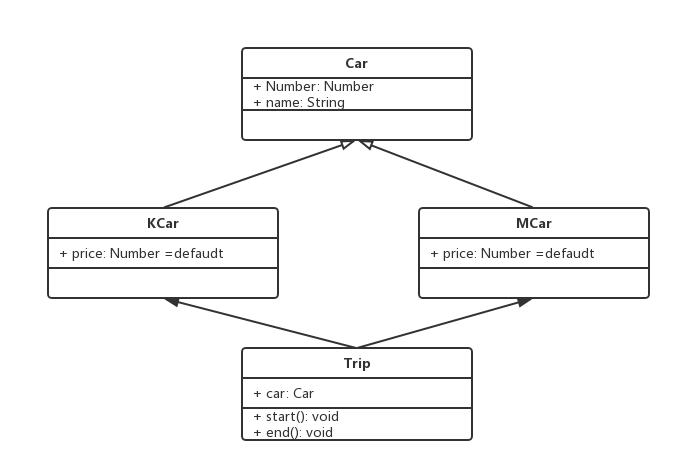 Car
+ Number: Number
+ name: String
KCar
+ price: Number =defaudt
MCar
+ price: Number =defaudt
Trip
+ car: Car
+ start(): void
+ end(): void